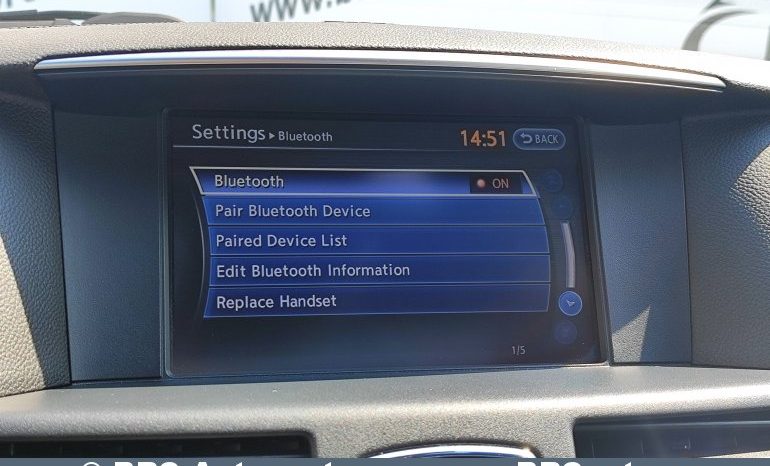 Settings ▸ Bluetooth 14:51 BACK
Bluetooth ON
Pair Bluetooth Device
Paired Device List
Edit Bluetooth Information
Replace Handset
1/5